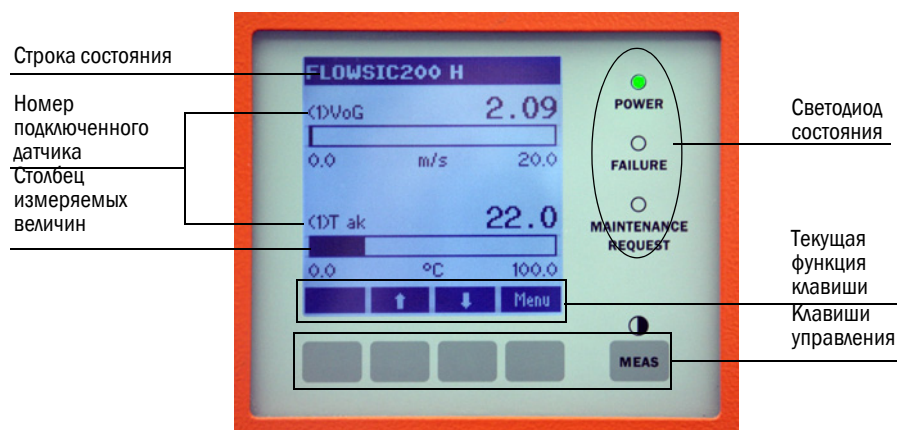 Строка состояния
Номер
подключенного
датчика
Столбец
измеряемых
величин
FLOWSIC200 H
(1)VoG 2.09
0.0 m/s 20.0
(1)T ak 22.0
0.0 °C 100.0
⬆ ⬇ Menu
POWER
FAILURE
MAINTENANCE
REQUEST
MEAS
Светодиод
состояния
Текущая
функция
клавиши
Клавиши
управления